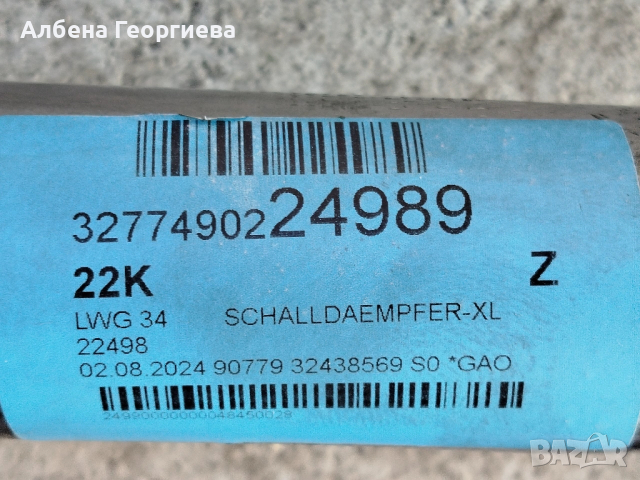 Албена Георгиева
3277490224989
22K
Z
LWG 34 SCHALLDAEMPFER-XL
22498
02.08.2024 90779 32438569 S0 *GAO
BAZAR